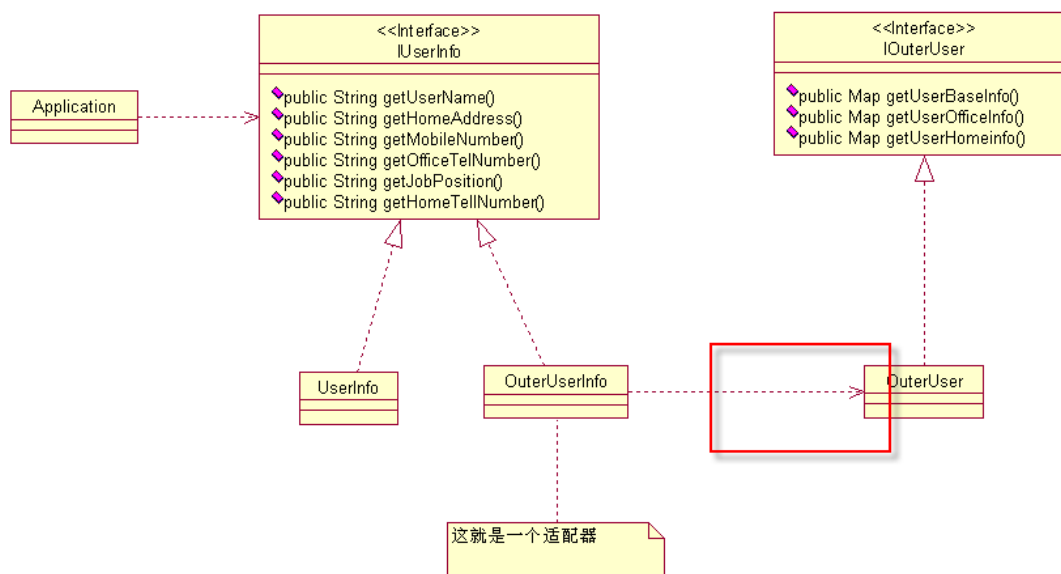 <<Interface>>
IUserInfo
public String getUserName()
public String getHomeAddress()
public String getMobileNumber()
public String getOfficeTelNumber()
public String getJobPosition()
public String getHomeTellNumber()
<<Interface>>
IOuterUser
public Map getUserBaseInfo()
public Map getUserOfficeInfo()
public Map getUserHomeinfo()
Application
UserInfo
OuterUserInfo
OuterUser
这就是一个适配器